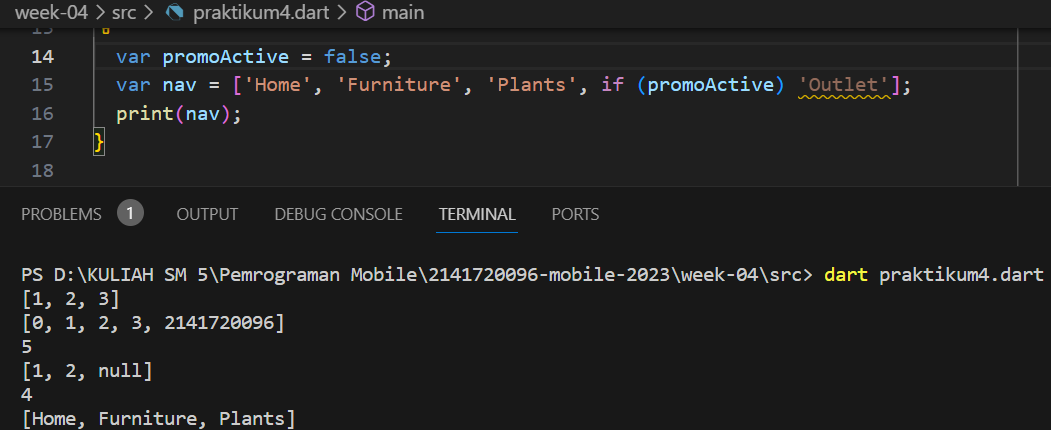 week-04 > src > praktikum4.dart > main
13
14 var promoActive = false;
15 var nav = ['Home', 'Furniture', 'Plants', if (promoActive) 'Outlet'];
16 print(nav);
17 }
18
PROBLEMS 1 OUTPUT DEBUG CONSOLE TERMINAL PORTS
PS D:\KULIAH SM 5\Pemrograman Mobile\2141720096-mobile-2023\week-04\src> dart praktikum4.dart
[1, 2, 3]
[0, 1, 2, 3, 2141720096]
5
[1, 2, null]
4
[Home, Furniture, Plants]